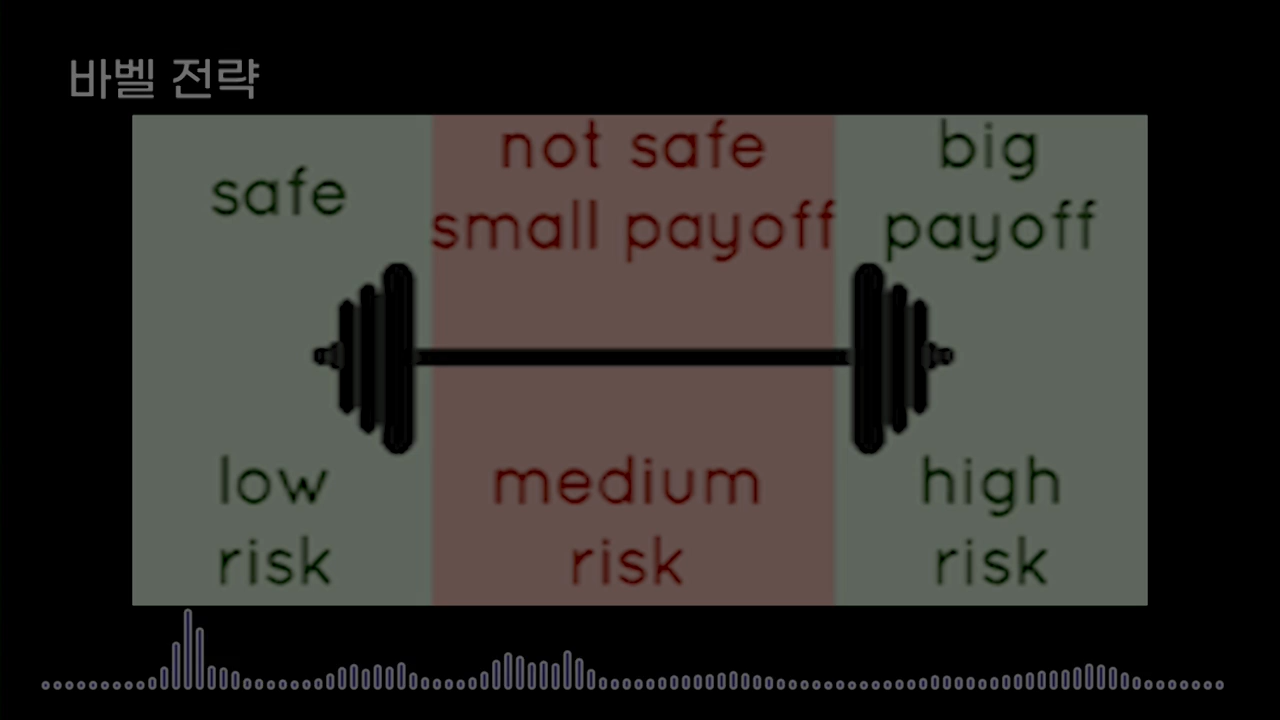 바벨 전략
safe
not safe
small payoff
big
payoff
low
risk
medium
risk
high
risk